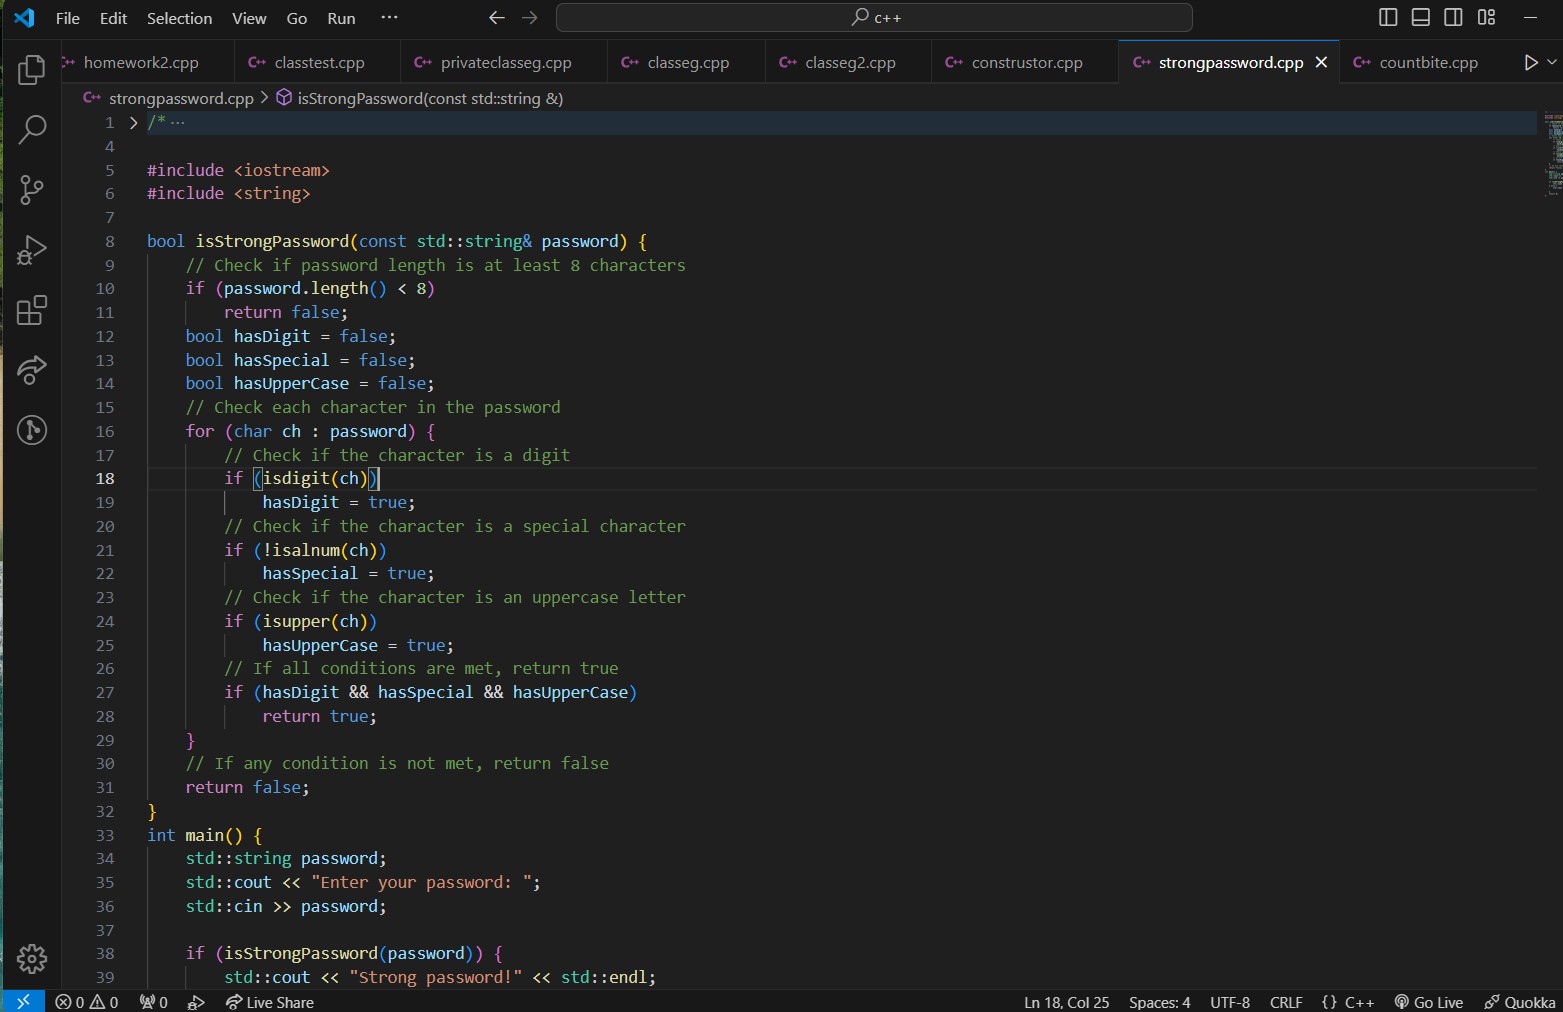 File Edit Selection View Go Run ··· ← → c++
homework2.cpp classtest.cpp privateclasseg.cpp classeg.cpp classeg2.cpp construstor.cpp strongpassword.cpp countbite.cpp
strongpassword.cpp > isStrongPassword(const std::string &)
1 > /* ···
4
5 #include <iostream>
6 #include <string>
7
8 bool isStrongPassword(const std::string& password) {
9 // Check if password length is at least 8 characters
10 if (password.length() < 8)
11 return false;
12 bool hasDigit = false;
13 bool hasSpecial = false;
14 bool hasUpperCase = false;
15 // Check each character in the password
16 for (char ch : password) {
17 // Check if the character is a digit
18 if (isdigit(ch))
19 hasDigit = true;
20 // Check if the character is a special character
21 if (!isalnum(ch))
22 hasSpecial = true;
23 // Check if the character is an uppercase letter
24 if (isupper(ch))
25 hasUpperCase = true;
26 // If all conditions are met, return true
27 if (hasDigit && hasSpecial && hasUpperCase)
28 return true;
29 }
30 // If any condition is not met, return false
31 return false;
32 }
33 int main() {
34 std::string password;
35 std::cout << "Enter your password: ";
36 std::cin >> password;
37
38 if (isStrongPassword(password)) {
39 std::cout << "Strong password!" << std::endl;
0 0 0 Live Share Ln 18, Col 25 Spaces: 4 UTF-8 CRLF {} C++ Go Live Quokka